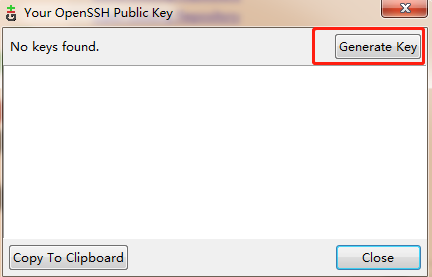 Your OpenSSH Public Key
No keys found.
Generate Key
Copy To Clipboard
Close